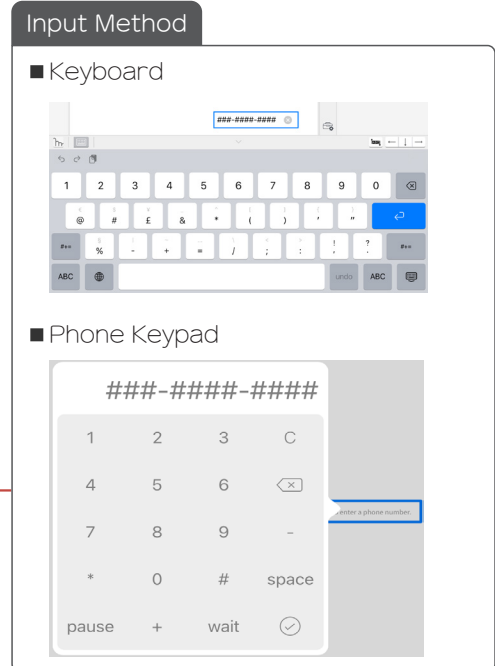 Input Method
■ Keyboard
###-####-####
1 2 3 4 5 6 7 8 9 0
@ # £ & * ( ) ' "
#+= % - + = / ; : ! , ? . #+=
ABC undo ABC
■ Phone Keypad
###-####-####
1 2 3 C
4 5 6
enter a phone number.
7 8 9 -
* 0 # space
pause + wait